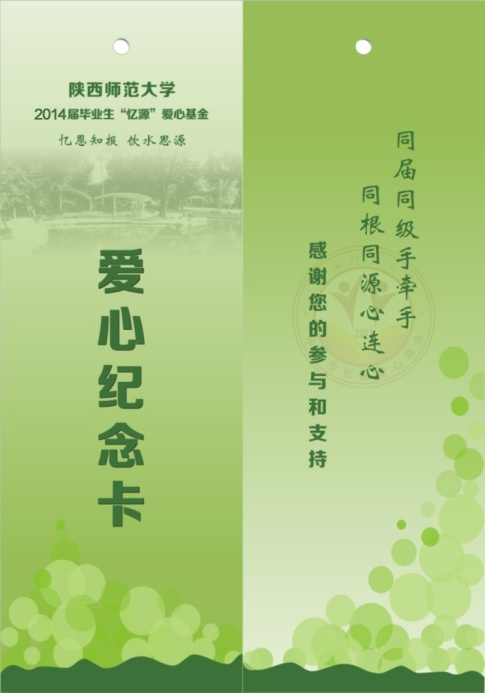 陕西师范大学
2014届毕业生“忆源”爱心基金
忆恩知报 饮水思源
爱心纪念卡
同届同级手牵手
同根同源心连心
感谢您的参与和支持